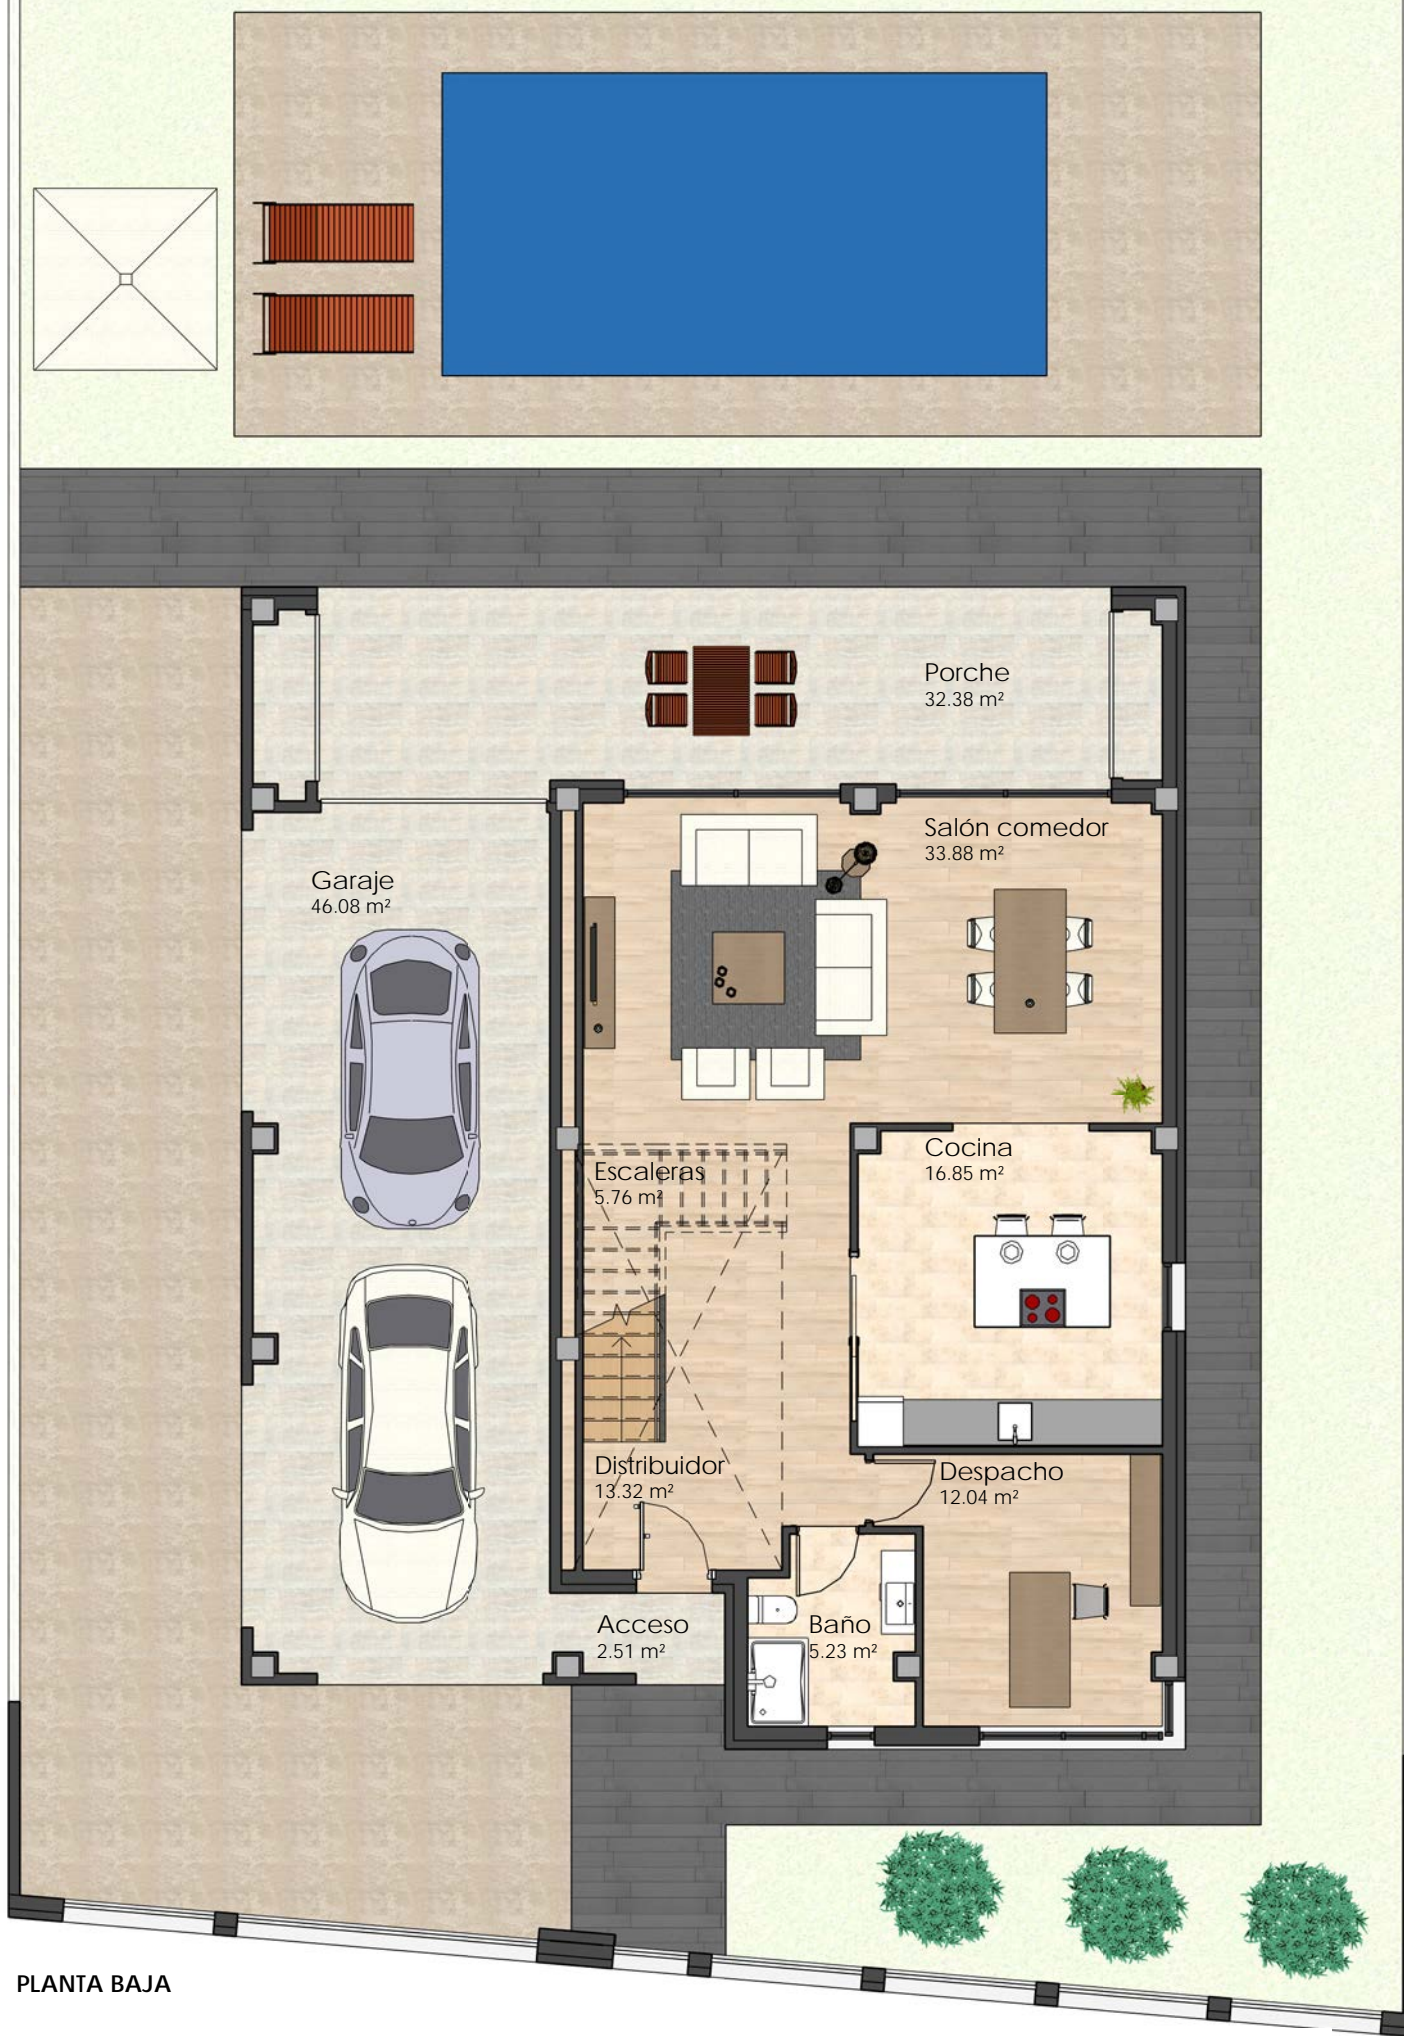 Porche
32.38 m²
Salón comedor
33.88 m²
Garaje
46.08 m²
Cocina
16.85 m²
Escaleras
5.76 m²
Distribuidor
13.32 m²
Despacho
12.04 m²
Acceso
2.51 m²
Baño
5.23 m²
PLANTA BAJA